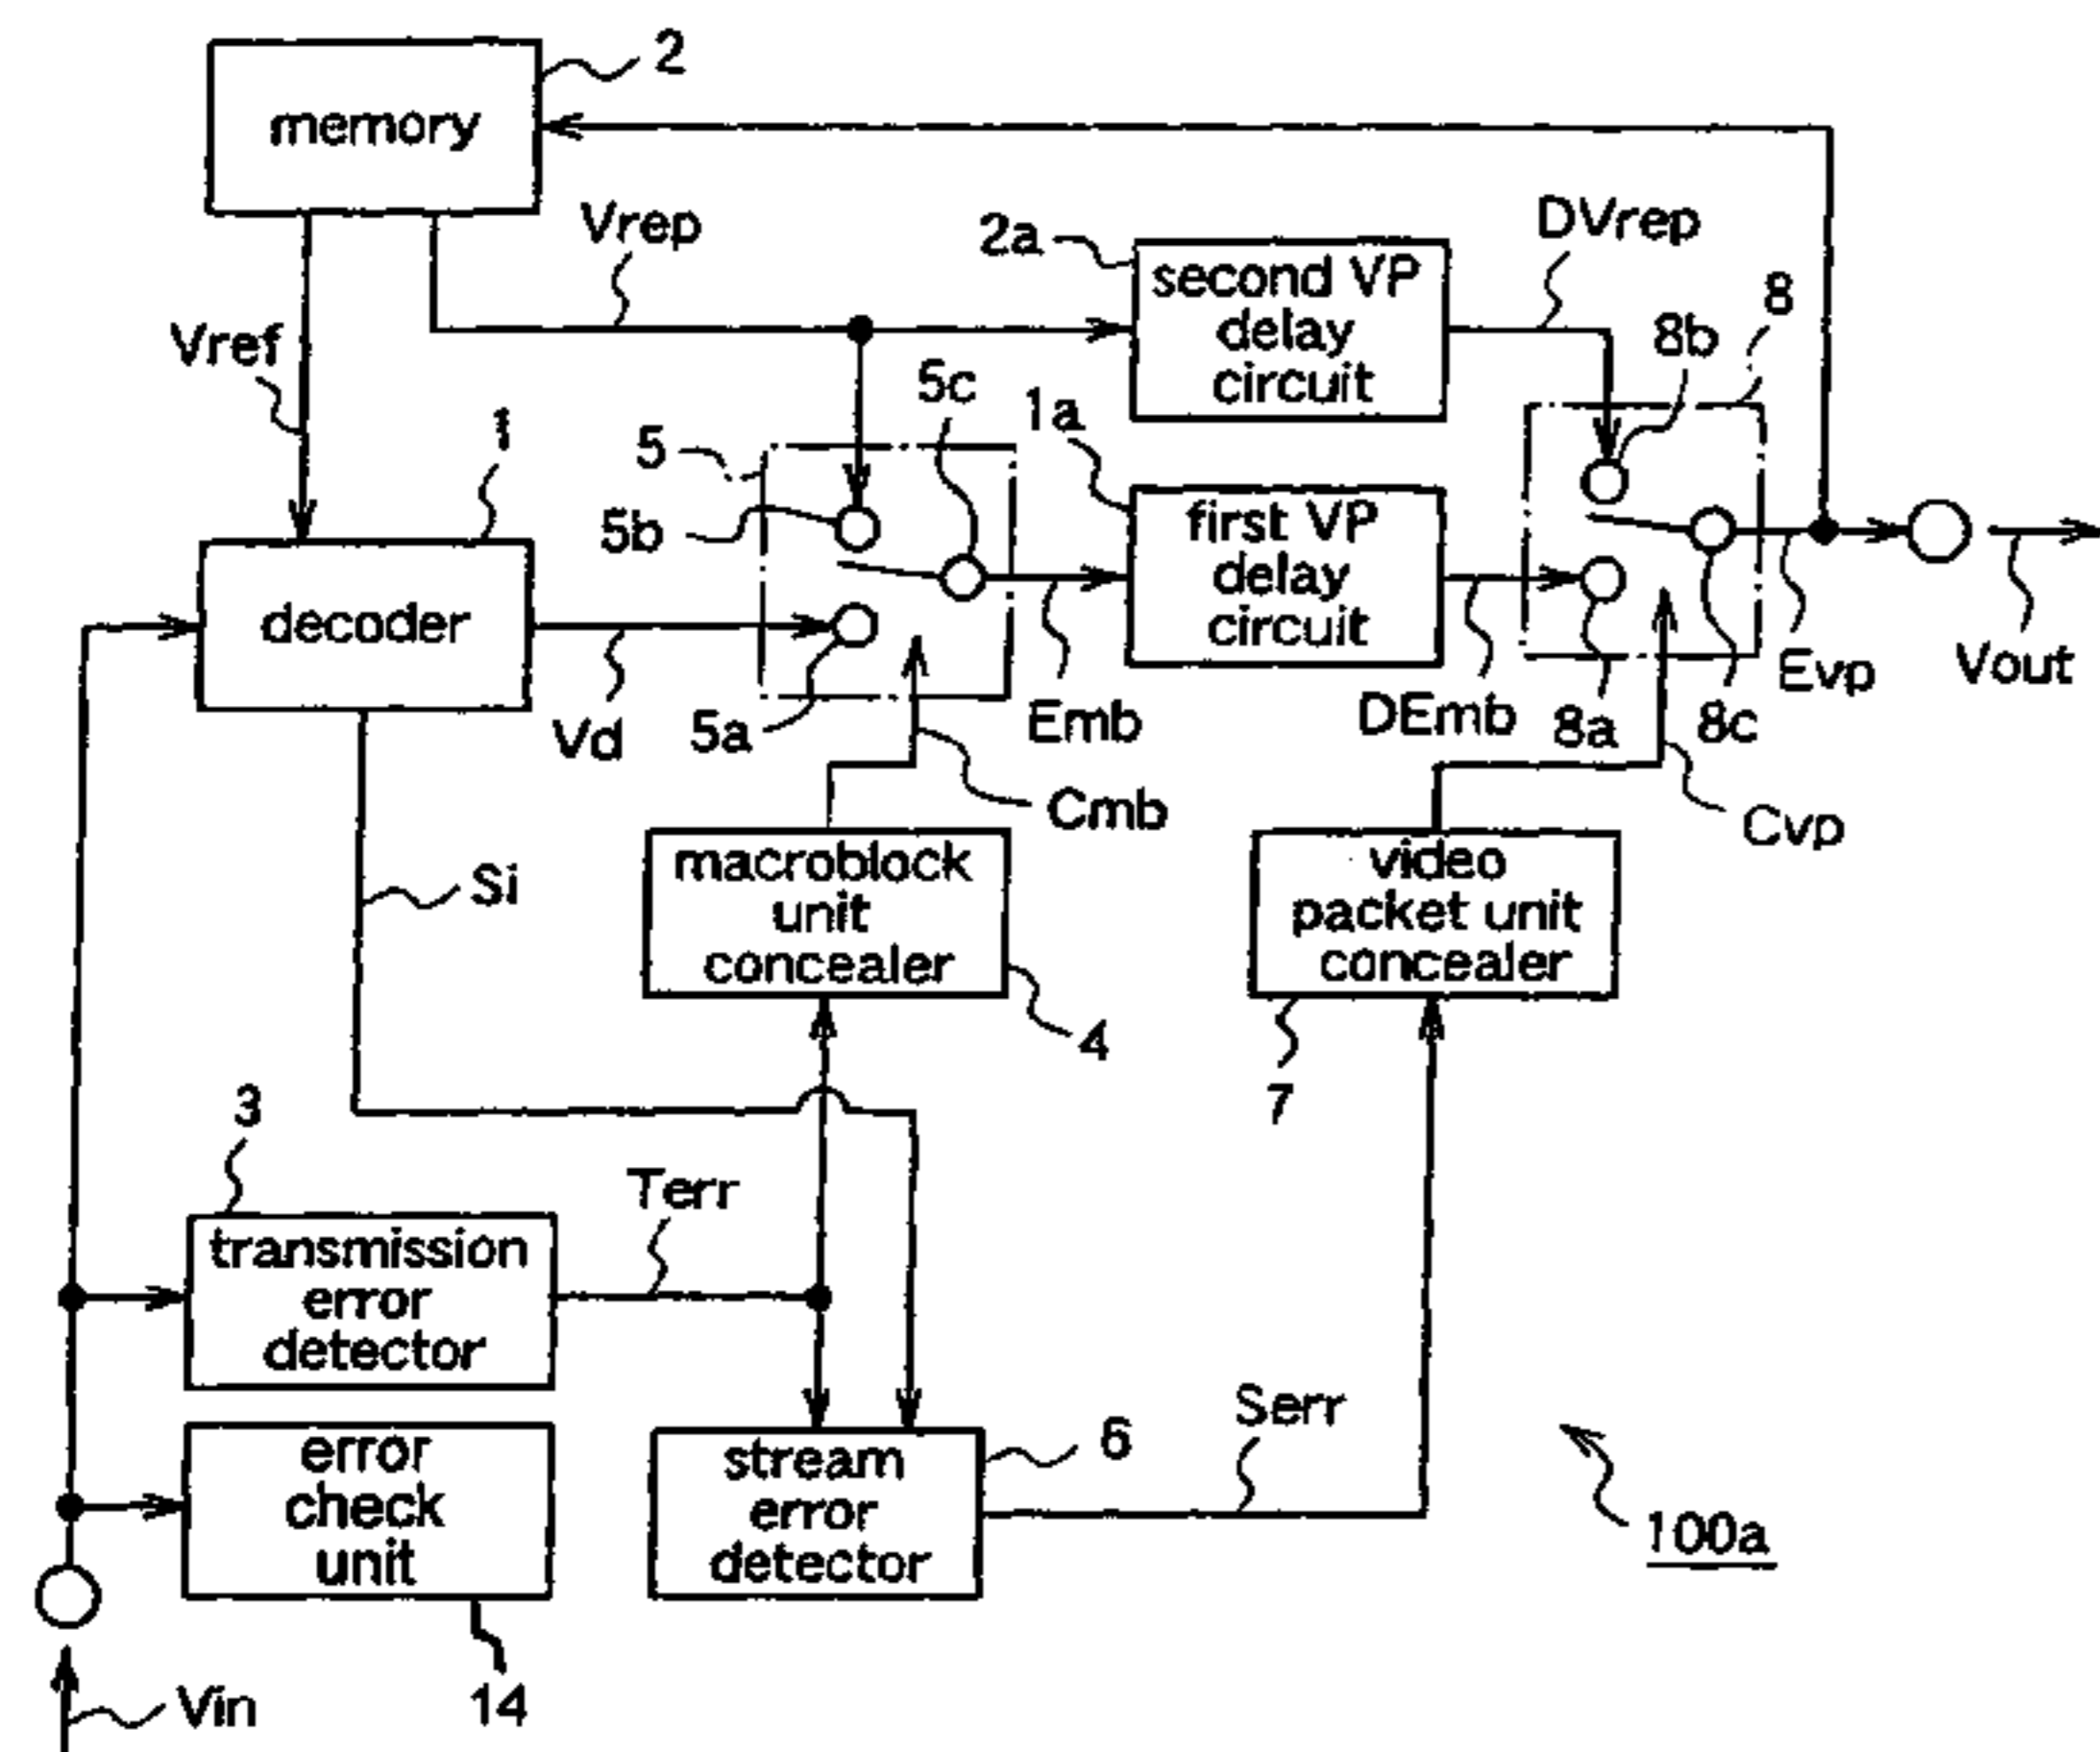 2
memory
Vrep
2a
second VP
delay
circuit
DVrep
8
8b
Vref
1
5
5c
5b
1a
first VP
delay
circuit
decoder
Vd
5a
Emb
DEmb
8a
8c
Evp
Vout
Cmb
Cvp
Si
macroblock
unit
concealer
4
video
packet unit
concealer
7
3
Terr
transmission
error
detector
error
check
unit
14
stream
error
detector
6
Serr
100a
Vin